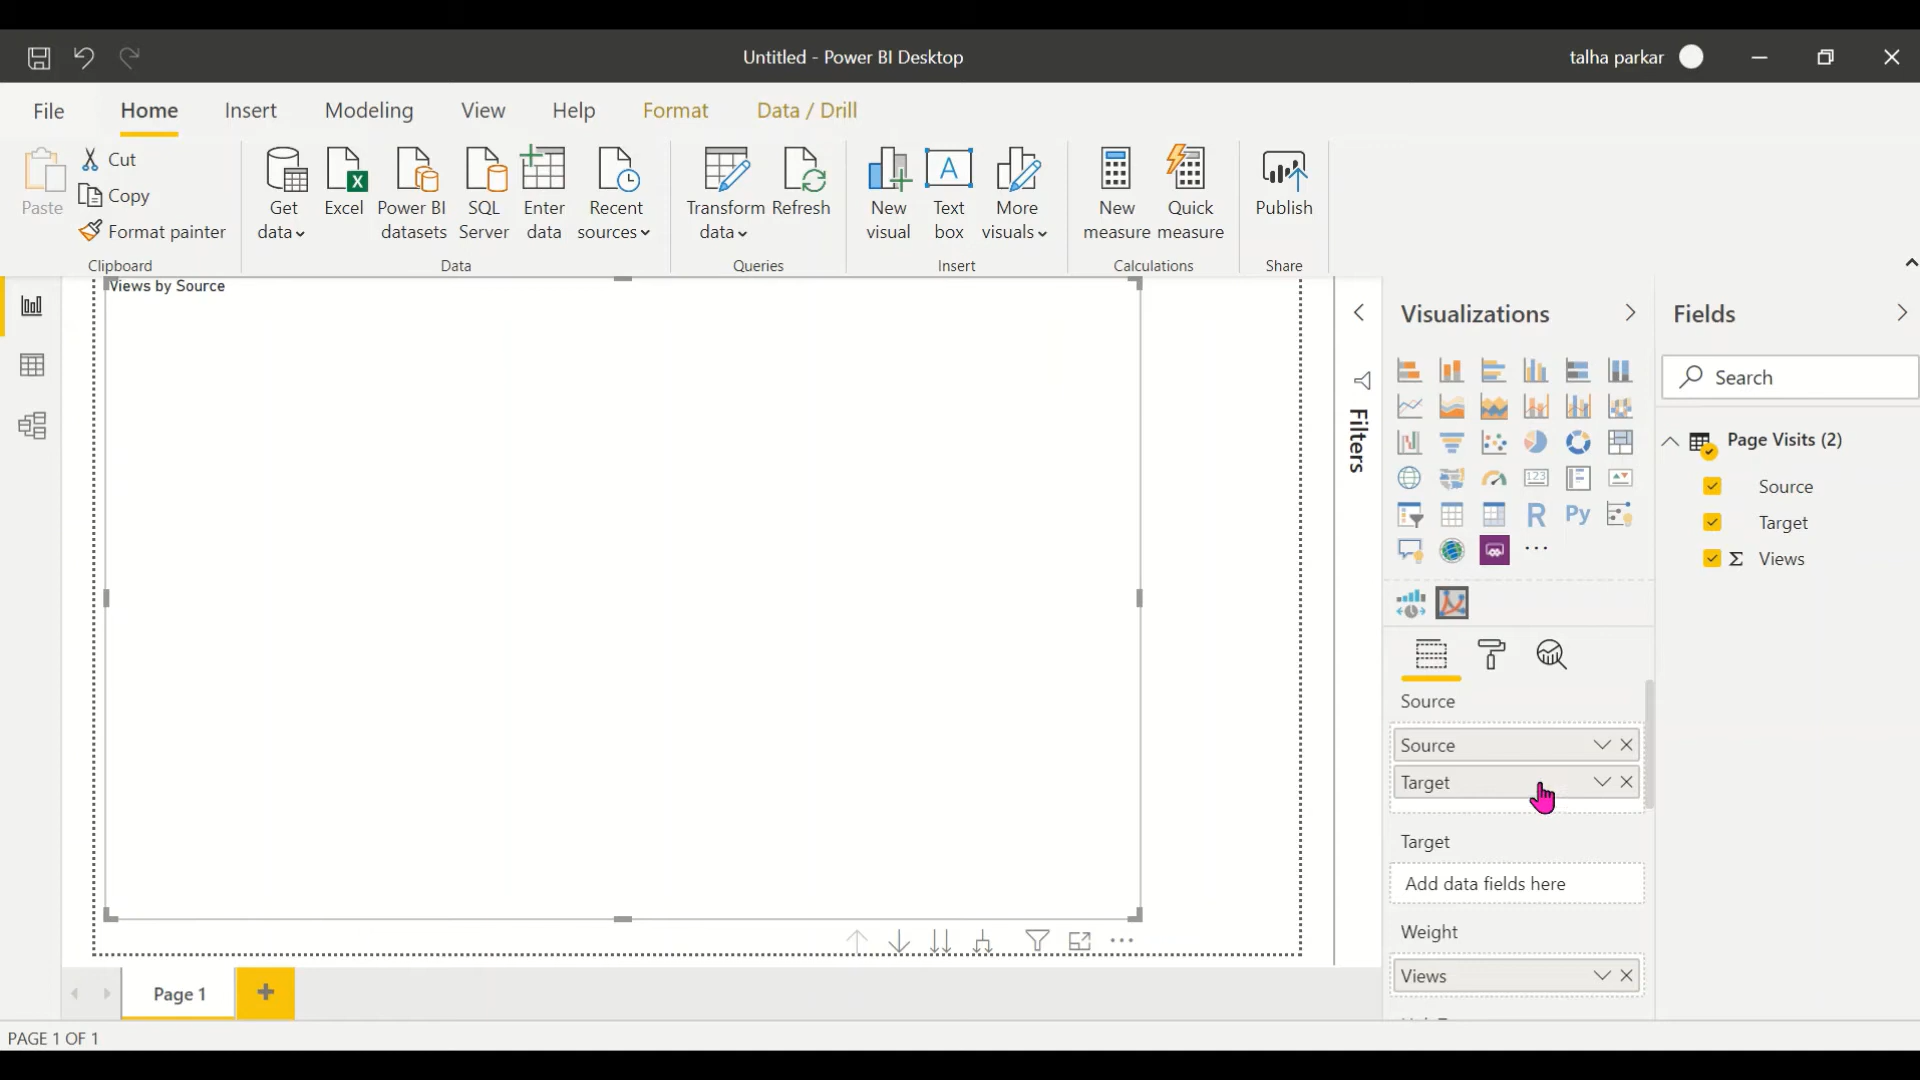 Untitled - Power BI Desktop
talha parkar
File Home Insert Modeling View Help Format Data / Drill
Paste
Cut
Copy
Format painter
Clipboard
Get data
Excel
Power BI datasets
SQL Server
Enter data
Recent sources
Data
Transform data
Refresh
Queries
New visual
Text box
More visuals
Insert
New measure
Quick measure
Calculations
Publish
Share
Views by Source
Filters
Visualizations
123
R
Py
Source
Source
Target
Target
Add data fields here
Weight
Views
Fields
Search
Page Visits (2)
Source
Target
Σ Views
Page 1
PAGE 1 OF 1